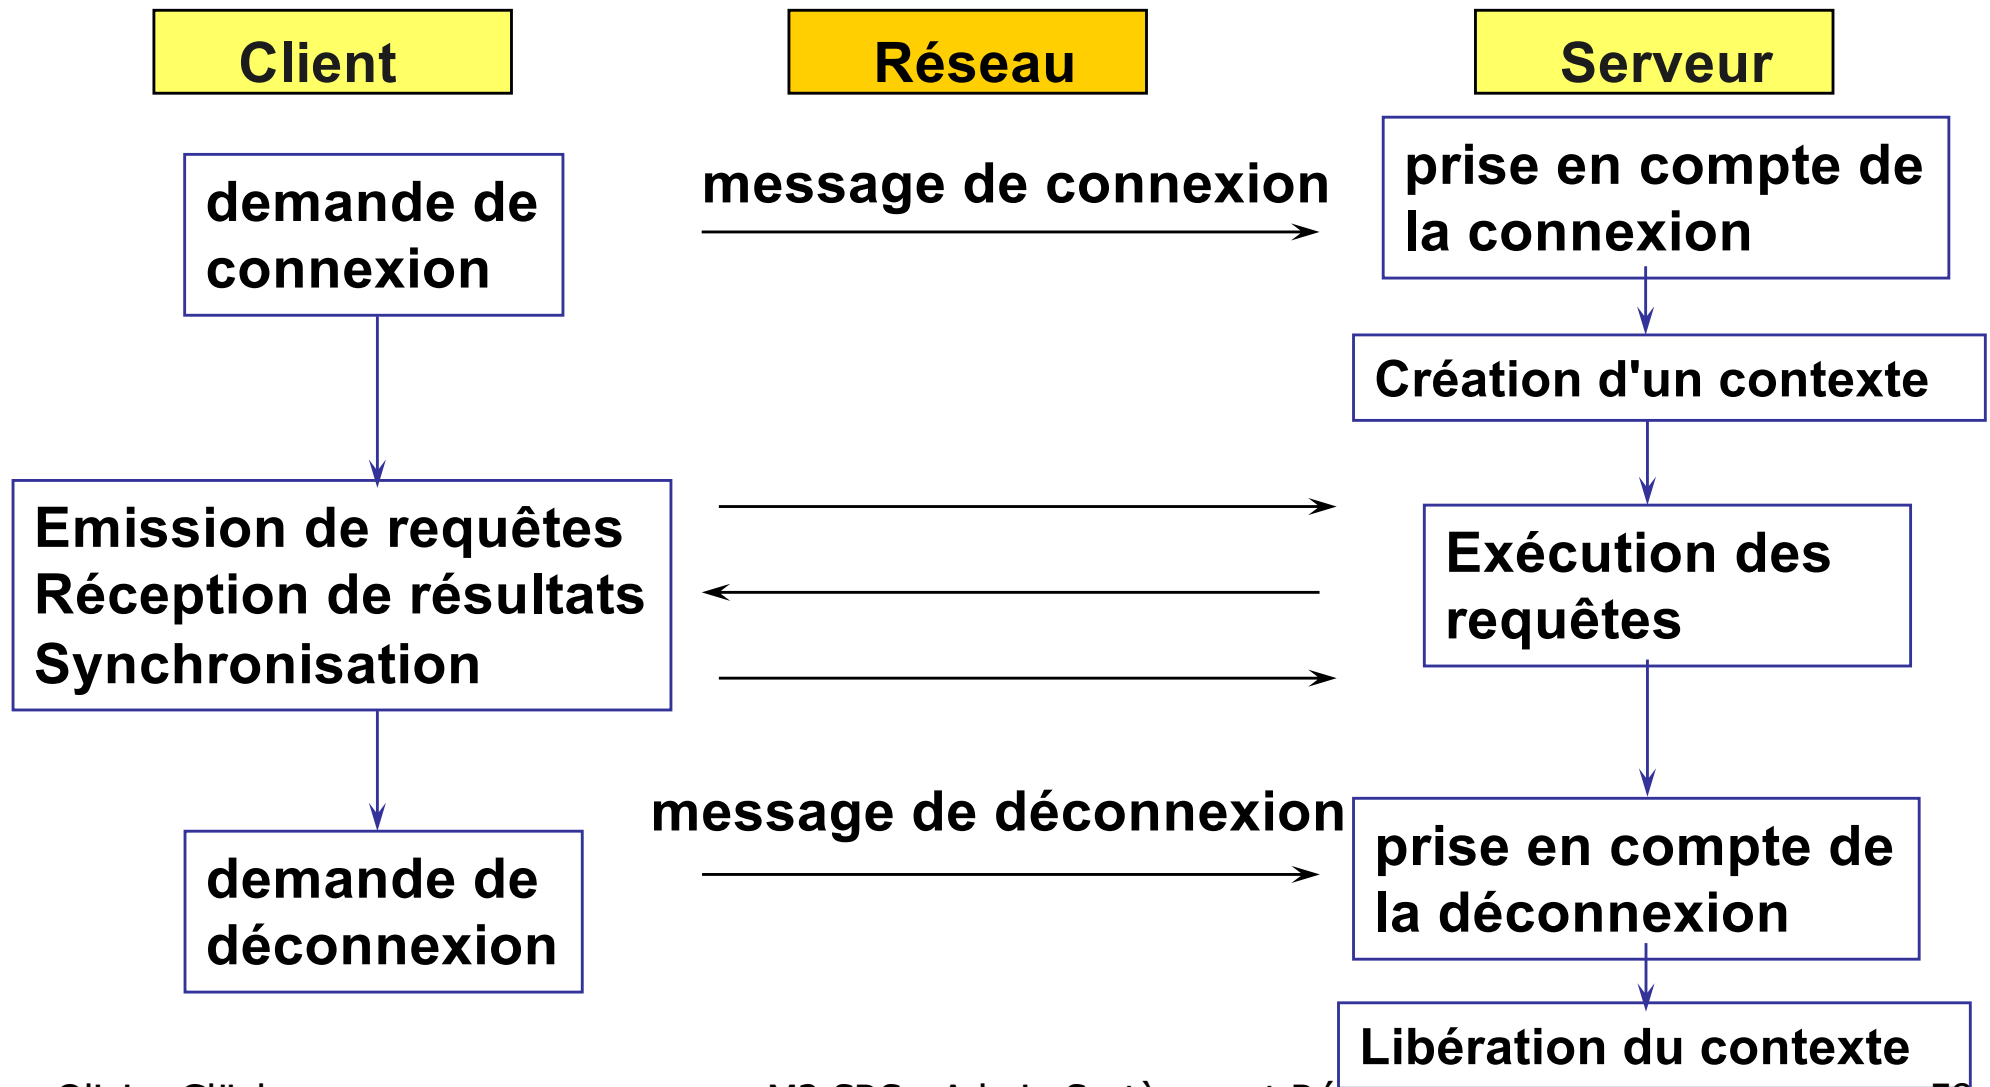 Client
Réseau
Serveur
demande de
connexion
message de connexion
prise en compte de
la connexion
Création d'un contexte
Emission de requêtes
Réception de résultats
Synchronisation
Exécution des
requêtes
message de déconnexion
demande de
déconnexion
prise en compte de
la déconnexion
Libération du contexte